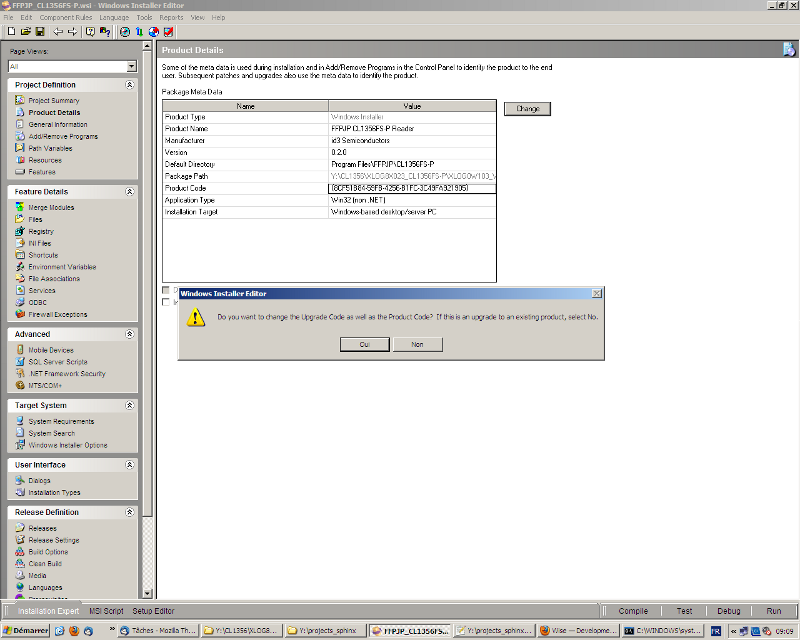 FFPJP_CL1356FS-P.wsi - Windows Installer Editor
File Edit Component Rules Language Tools Reports View Help
Page Views:
All
Project Definition
Project Summary
Product Details
General Information
Add/Remove Programs
Path Variables
Resources
Features
Feature Details
Merge Modules
Files
Registry
INI Files
Shortcuts
Environment Variables
File Associations
Services
ODBC
Firewall Exceptions
Advanced
Mobile Devices
SQL Server Scripts
.NET Framework Security
MTS/COM+
Target System
System Requirements
System Search
Windows Installer Options
User Interface
Dialogs
Installation Types
Release Definition
Releases
Release Settings
Build Options
Clean Build
Media
Languages
Product Details
Some of the meta data is used during installation and in Add/Remove Programs in the Control Panel to identify the product to the end
user. Subsequent patches and upgrades also use the meta data to identify the product.
Package Meta Data:
Name Value
Product Type Windows Installer
Product Name FFPJP CL1356FS-P Reader
Manufacturer id3 Semiconductors
Version 0.2.0
Default Directory Program Files\FFPJP\CL1356FS-P
Package Path
Product Code
Application Type Win32 (non .NET)
Installation Target Windows-based desktop/server PC
Change
Windows Installer Editor
Do you want to change the Upgrade Code as well as the Product Code? If this is an upgrade to an existing product, select No.
Oui Non
Installation Expert MSI Script Setup Editor
Compile Test Debug Run
Démarrer
Tâches - Mozilla Th...
Y:\CL1356\XLOG8...
Y:\projects_sphinx
FFPJP_CL1356FS...
Y:\projects_sphinx...
Wise -- Developme...
C:\WINDOWS\syst...
FR
09:09